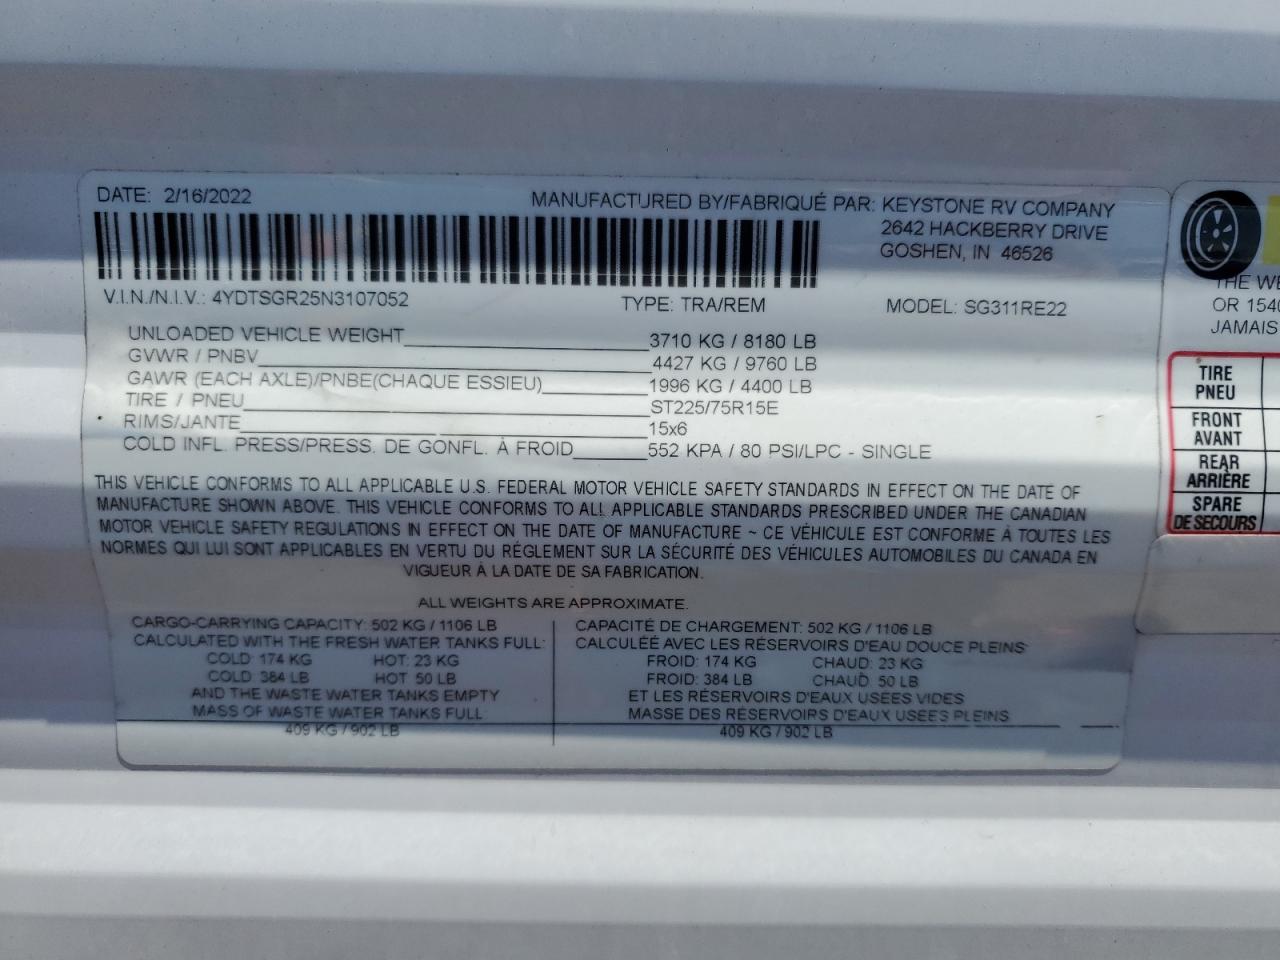 DATE: 2/16/2022
MANUFACTURED BY/FABRIQUÉ PAR: KEYSTONE RV COMPANY
2642 HACKBERRY DRIVE
GOSHEN, IN 46526
V.I.N./N.I.V.: 4YDTSGR25N3107052 TYPE: TRA/REM MODEL: SG311RE22
UNLOADED VEHICLE WEIGHT 3710 KG / 8180 LB
GVWR / PNBV 4427 KG / 9760 LB
GAWR (EACH AXLE)/PNBE(CHAQUE ESSIEU) 1996 KG / 4400 LB
TIRE / PNEU ST225/75R15E
RIMS/JANTE 15x6
COLD INFL. PRESS/PRESS. DE GONFL. À FROID 552 KPA / 80 PSI/LPC - SINGLE
THIS VEHICLE CONFORMS TO ALL APPLICABLE U.S. FEDERAL MOTOR VEHICLE SAFETY STANDARDS IN EFFECT ON THE DATE OF
MANUFACTURE SHOWN ABOVE. THIS VEHICLE CONFORMS TO ALL APPLICABLE STANDARDS PRESCRIBED UNDER THE CANADIAN
MOTOR VEHICLE SAFETY REGULATIONS IN EFFECT ON THE DATE OF MANUFACTURE ~ CE VÉHICULE EST CONFORME À TOUTES LES
NORMES QUI LUI SONT APPLICABLES EN VERTU DU RÉGLEMENT SUR LA SÉCURITÉ DES VÉHICULES AUTOMOBILES DU CANADA EN
VIGUEUR À LA DATE DE SA FABRICATION.
ALL WEIGHTS ARE APPROXIMATE.
CARGO-CARRYING CAPACITY: 502 KG / 1106 LB
CALCULATED WITH THE FRESH WATER TANKS FULL:
COLD: 174 KG HOT: 23 KG
COLD: 384 LB HOT: 50 LB
AND THE WASTE WATER TANKS EMPTY
MASS OF WASTE WATER TANKS FULL:
409 KG / 902 LB
CAPACITÉ DE CHARGEMENT: 502 KG / 1106 LB
CALCULÉE AVEC LES RÉSERVOIRS D'EAU DOUCE PLEINS:
FROID: 174 KG CHAUD: 23 KG
FROID: 384 LB CHAUD: 50 LB
ET LES RÉSERVOIRS D'EAUX USÉES VIDES
MASSE DES RÉSERVOIRS D'EAUX USÉES PLEINS
409 KG / 902 LB
THE WE
OR 1540
JAMAIS
TIRE
PNEU
FRONT
AVANT
REAR
ARRIÈRE
SPARE
DE SECOURS